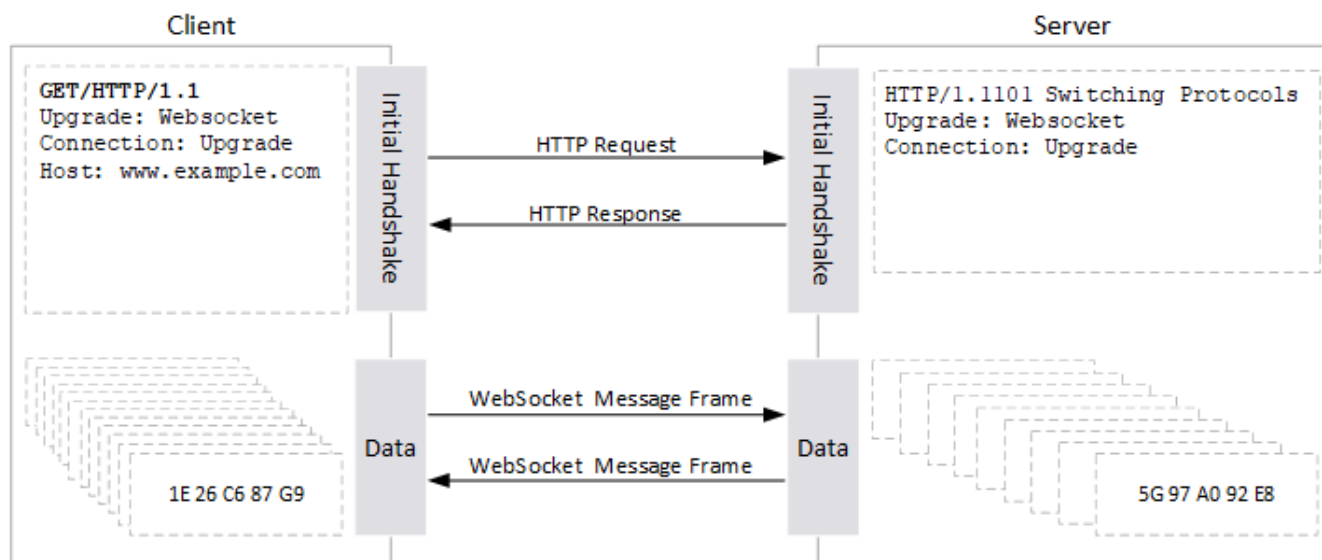 Client
Server
GET/HTTP/1.1
Upgrade: Websocket
Connection: Upgrade
Host: www.example.com
Initial Handshake
HTTP Request
HTTP Response
Initial Handshake
HTTP/1.1101 Switching Protocols
Upgrade: Websocket
Connection: Upgrade
1E 26 C6 87 G9
Data
WebSocket Message Frame
WebSocket Message Frame
Data
5G 97 A0 92 E8